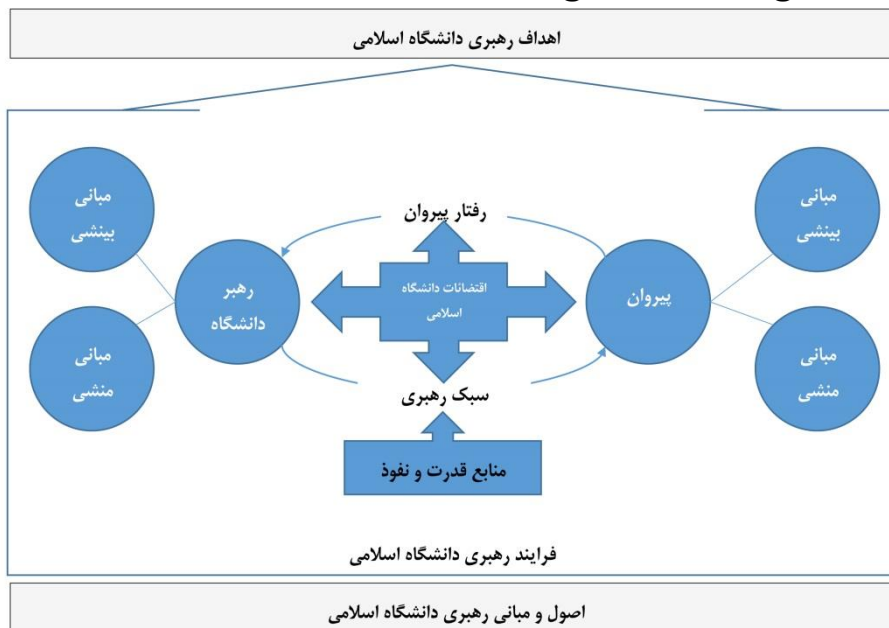 اهداف رهبری دانشگاه اسلامی
مبانی
بینشی
مبانی
بینشی
رفتار پیروان
پیروان
اقتضائات دانشگاه
اسلامی
رهبر
دانشگاه
مبانی
منشی
مبانی
منشی
سبک رهبری
منابع قدرت و نفوذ
فرایند رهبری دانشگاه اسلامی
اصول و مبانی رهبری دانشگاه اسلامی